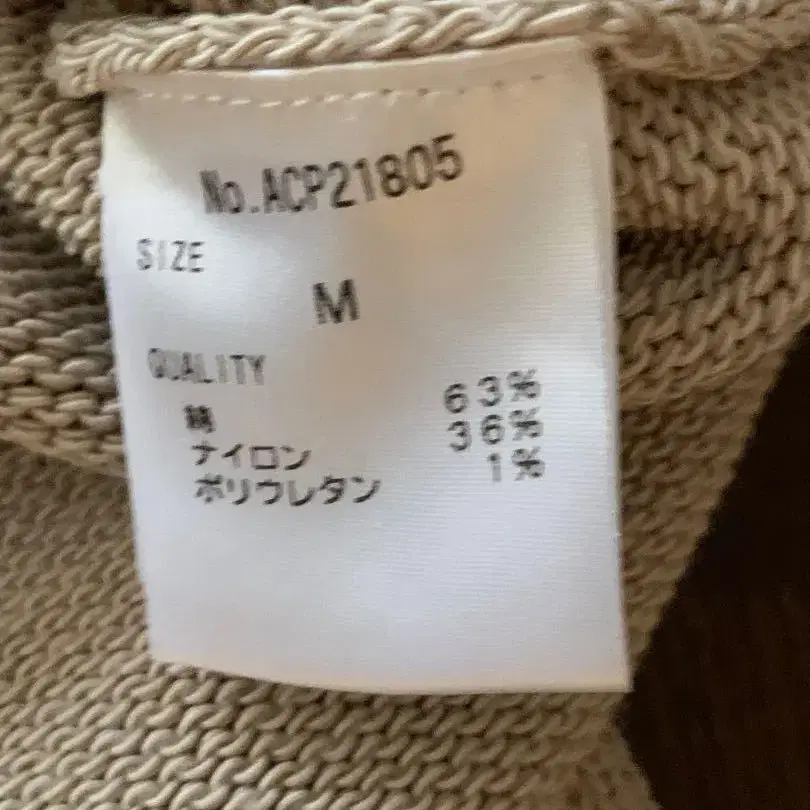 No.ACP21805
SIZE
M
QUALITY
綿 63%
ナイロン 36%
ポリウレタン 1%